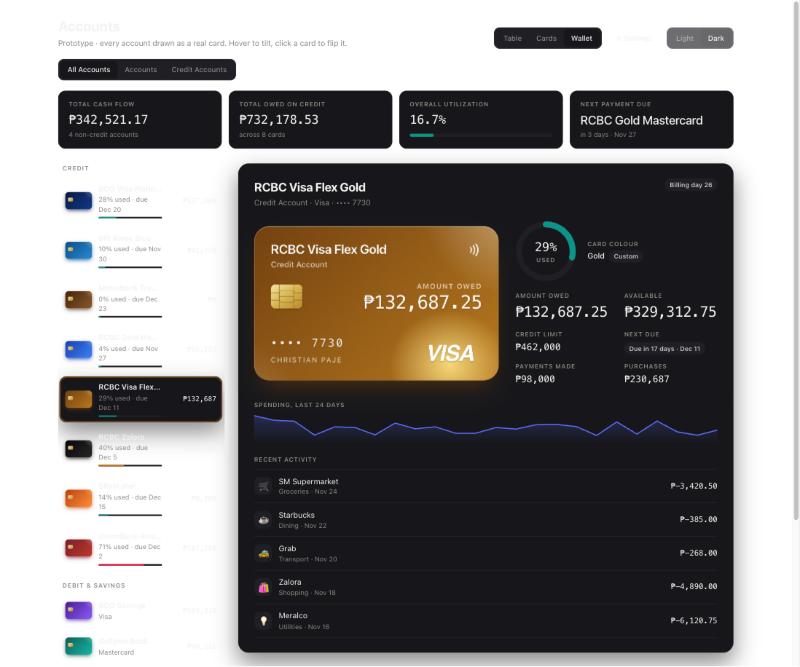 Accounts
Prototype · every account drawn as a real card. Hover to tilt, click a card to flip it.
Table Cards Wallet
Light Dark
All Accounts Accounts Credit Accounts
TOTAL CASH FLOW
₱342,521.17
4 non-credit accounts
TOTAL OWED ON CREDIT
₱732,178.53
across 8 cards
OVERALL UTILIZATION
16.7%
NEXT PAYMENT DUE
RCBC Gold Mastercard
in 3 days · Nov 27
CREDIT
28% used · due
Dec 20
10% used · due Nov
30
0% used · due Dec
23
4% used · due Nov
27
RCBC Visa Flex...
29% used · due
Dec 11
₱132,687
RCBC Zalora
40% used · due
Dec 5
14% used · due Dec
15
71% used · due Dec
2
DEBIT & SAVINGS
Visa
Mastercard
RCBC Visa Flex Gold
Credit Account · Visa · •••• 7730
Billing day 26
RCBC Visa Flex Gold
Credit Account
AMOUNT OWED
₱132,687.25
•••• 7730
CHRISTIAN PAJE
VISA
29%
USED
CARD COLOUR
Gold Custom
AMOUNT OWED
₱132,687.25
AVAILABLE
₱329,312.75
CREDIT LIMIT
₱462,000
NEXT DUE
Due in 17 days · Dec 11
PAYMENTS MADE
₱98,000
PURCHASES
₱230,687
SPENDING, LAST 24 DAYS
RECENT ACTIVITY
SM Supermarket
Groceries · Nov 24
₱−3,420.50
Starbucks
Dining · Nov 22
₱−385.00
Grab
Transport · Nov 20
₱−268.00
Zalora
Shopping · Nov 18
₱−4,890.00
Meralco
Utilities · Nov 16
₱−6,120.75